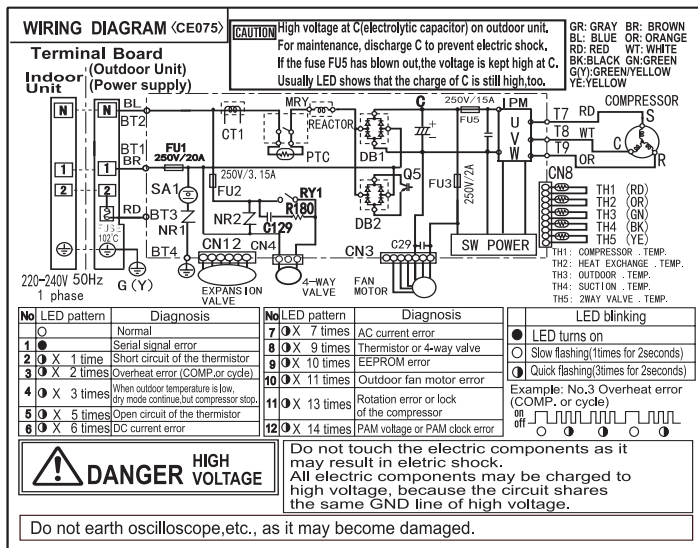 WIRING DIAGRAM <CE075>
CAUTION High voltage at C(electrolytic capacitor) on outdoor unit.
For maintenance, discharge C to prevent electric shock.
If the fuse FU5 has blown out,the voltage is kept high at C.
Usually LED shows that the charge of C is still high,too.
GR: GRAY BR: BROWN
BL: BLUE OR: ORANGE
RD: RED WT: WHITE
BK:BLACK GN:GREEN
G(Y):GREEN/YELLOW
YE:YELLOW
Terminal Board
(Outdoor Unit)
(Power supply)
Indoor
Unit
N
N
BL
BT2
BT1
BR
1
1
2
2
RD
BT3
FUSE
102℃
BT4
G (Y)
220-240V 50Hz
1 phase
FU1
250V/20A
SA1
NR1
CT1
MRY
REACTOR
PTC
250V/3.15A
FU2
NR2
RY1
R180
C129
CN12
CN4
EXPANSION
VALVE
4-WAY
VALVE
DB1
DB2
Q5
C
+
-
250V/15A
FU5
FU3
250V/2A
C29
CN3
FAN
MOTOR
IPM
U
V
W
SW POWER
T7 RD
T8 WT
T9 OR
COMPRESSOR
S
C
R
CN8
TH1 (RD)
TH2 (OR)
TH3 (GN)
TH4 (BK)
TH5 (YE)
TH1: COMPRESSOR .TEMP.
TH2: HEAT EXCHANGE .TEMP.
TH3: OUTDOOR .TEMP.
TH4: SUCTION .TEMP.
TH5: 2WAY VALVE .TEMP.
No LED pattern Diagnosis
○ Normal
1 ● Serial signal error
2 ◑ X 1 time Short circuit of the thermistor
3 ◑ X 2 times Overheat error (COMP.or cycle)
4 ◑ X 3 times When outdoor temperature is low,
dry mode continue,but compressor stop.
5 ◑ X 5 times Open circuit of the thermistor
6 ◑ X 6 times DC current error
No LED pattern Diagnosis
7 ◑ X 7 times AC current error
8 ◑ X 9 times Thermistor or 4-way valve
9 ◑ X 10 times EEPROM error
10 ◑ X 11 times Outdoor fan motor error
11 ◑ X 13 times Rotation error or lock
of the compressor
12 ◑ X 14 times PAM voltage or PAM clock error
LED blinking
● LED turns on
○ Slow flashing(1times for 2seconds)
◑ Quick flashing(3times for 2seconds)
Example: No.3 Overheat error
(COMP. or cycle)
on
off
○ ◑ ◑ ○ ◑
DANGER HIGH
VOLTAGE
Do not touch the electric components as it
may result in eletric shock.
All electric components may be charged to
high voltage, because the circuit shares
the same GND line of high voltage.
Do not earth oscilloscope,etc., as it may become damaged.